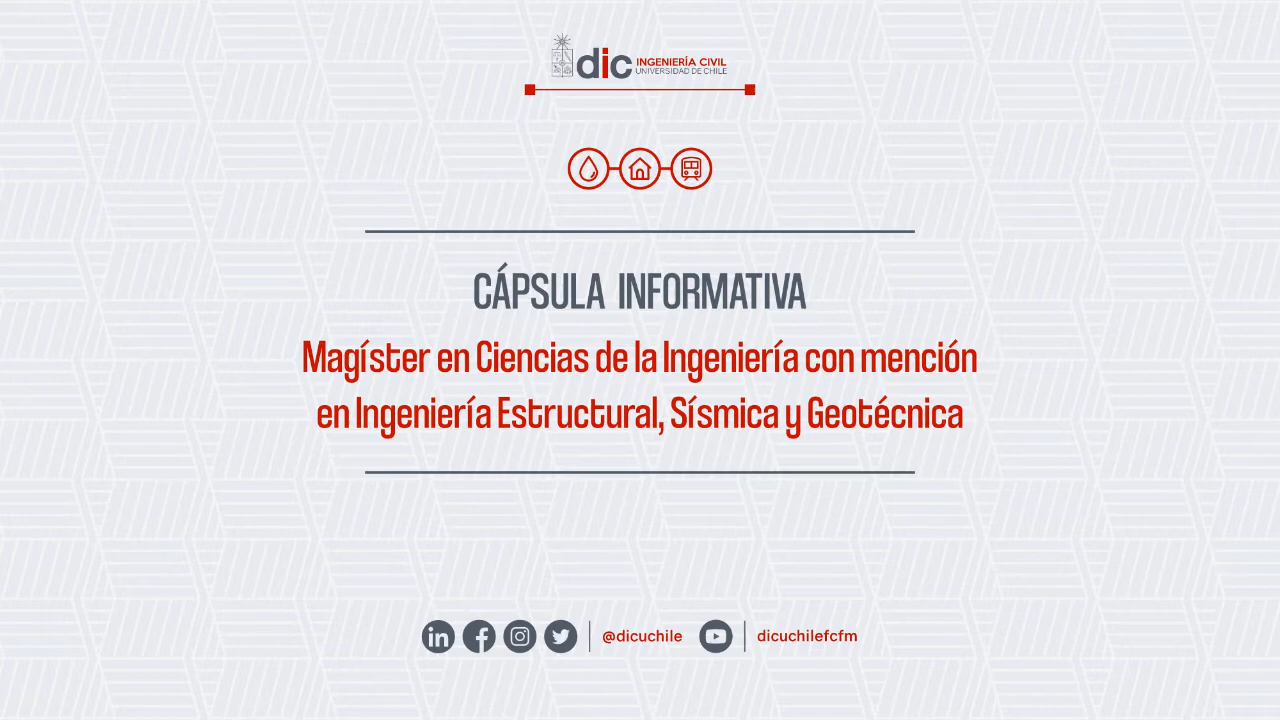 dic INGENIERÍA CIVIL
UNIVERSIDAD DE CHILE
CÁPSULA INFORMATIVA
Magíster en Ciencias de la Ingeniería con mención
en Ingeniería Estructural, Sísmica y Geotécnica
@dicuchile dicuchilefcfm